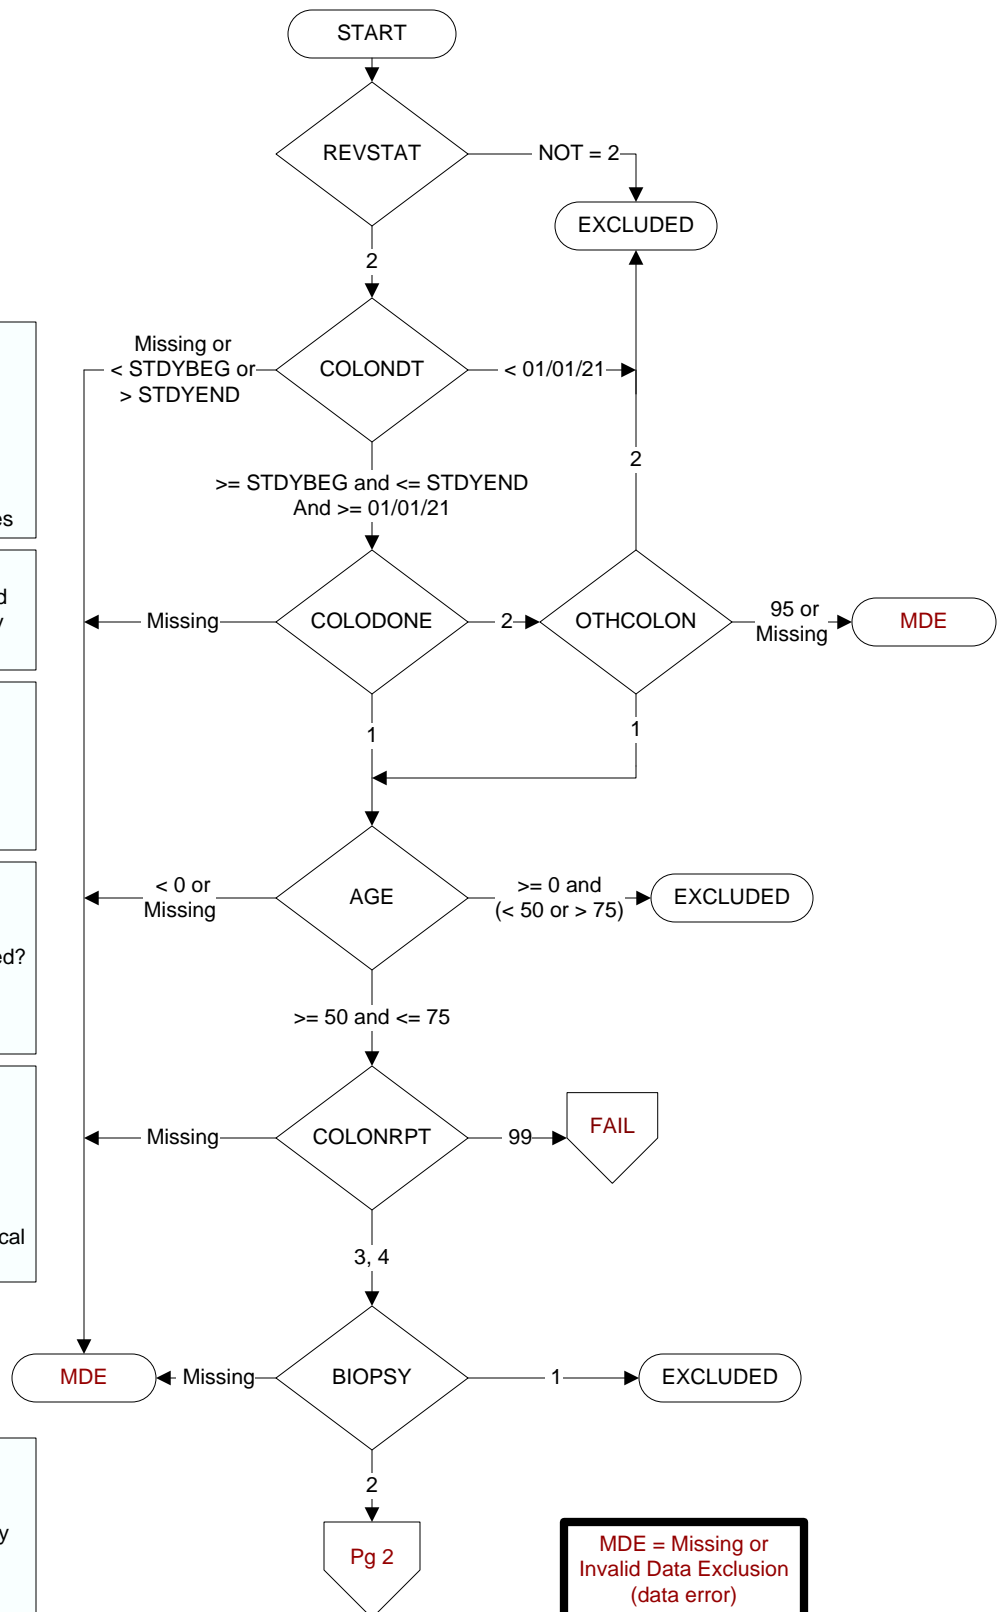 START
REVSTAT
NOT = 2
EXCLUDED
2
Missing or
< STDYBEG or
> STDYEND
COLONDT
< 01/01/21
2
>= STDYBEG and <= STDYEND
And >= 01/01/21
es
d
y
Missing
COLODONE
2
OTHCOLON
95 or
Missing
MDE
1
1
< 0 or
Missing
AGE
>= 0 and
(< 50 or > 75)
EXCLUDED
ed?
>= 50 and <= 75
Missing
COLONRPT
99
FAIL
cal
3, 4
MDE
Missing
BIOPSY
1
EXCLUDED
2
y
Pg 2
MDE = Missing or
Invalid Data Exclusion
(data error)